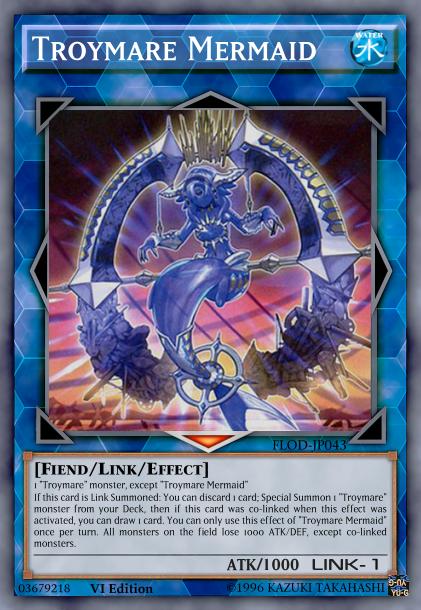 TROYMARE MERMAID
WATER
水
FLOD-JP043
[FIEND/LINK/EFFECT]
1 "Troymare" monster, except "Troymare Mermaid"
If this card is Link Summoned: You can discard 1 card; Special Summon 1 "Troymare"
monster from your Deck, then if this card was co-linked when this effect was
activated, you can draw 1 card. You can only use this effect of "Troymare Mermaid"
once per turn. All monsters on the field lose 1000 ATK/DEF, except co-linked
monsters.
ATK/1000 LINK-1
03679218 VI Edition ©1996 KAZUKI TAKAHASHI